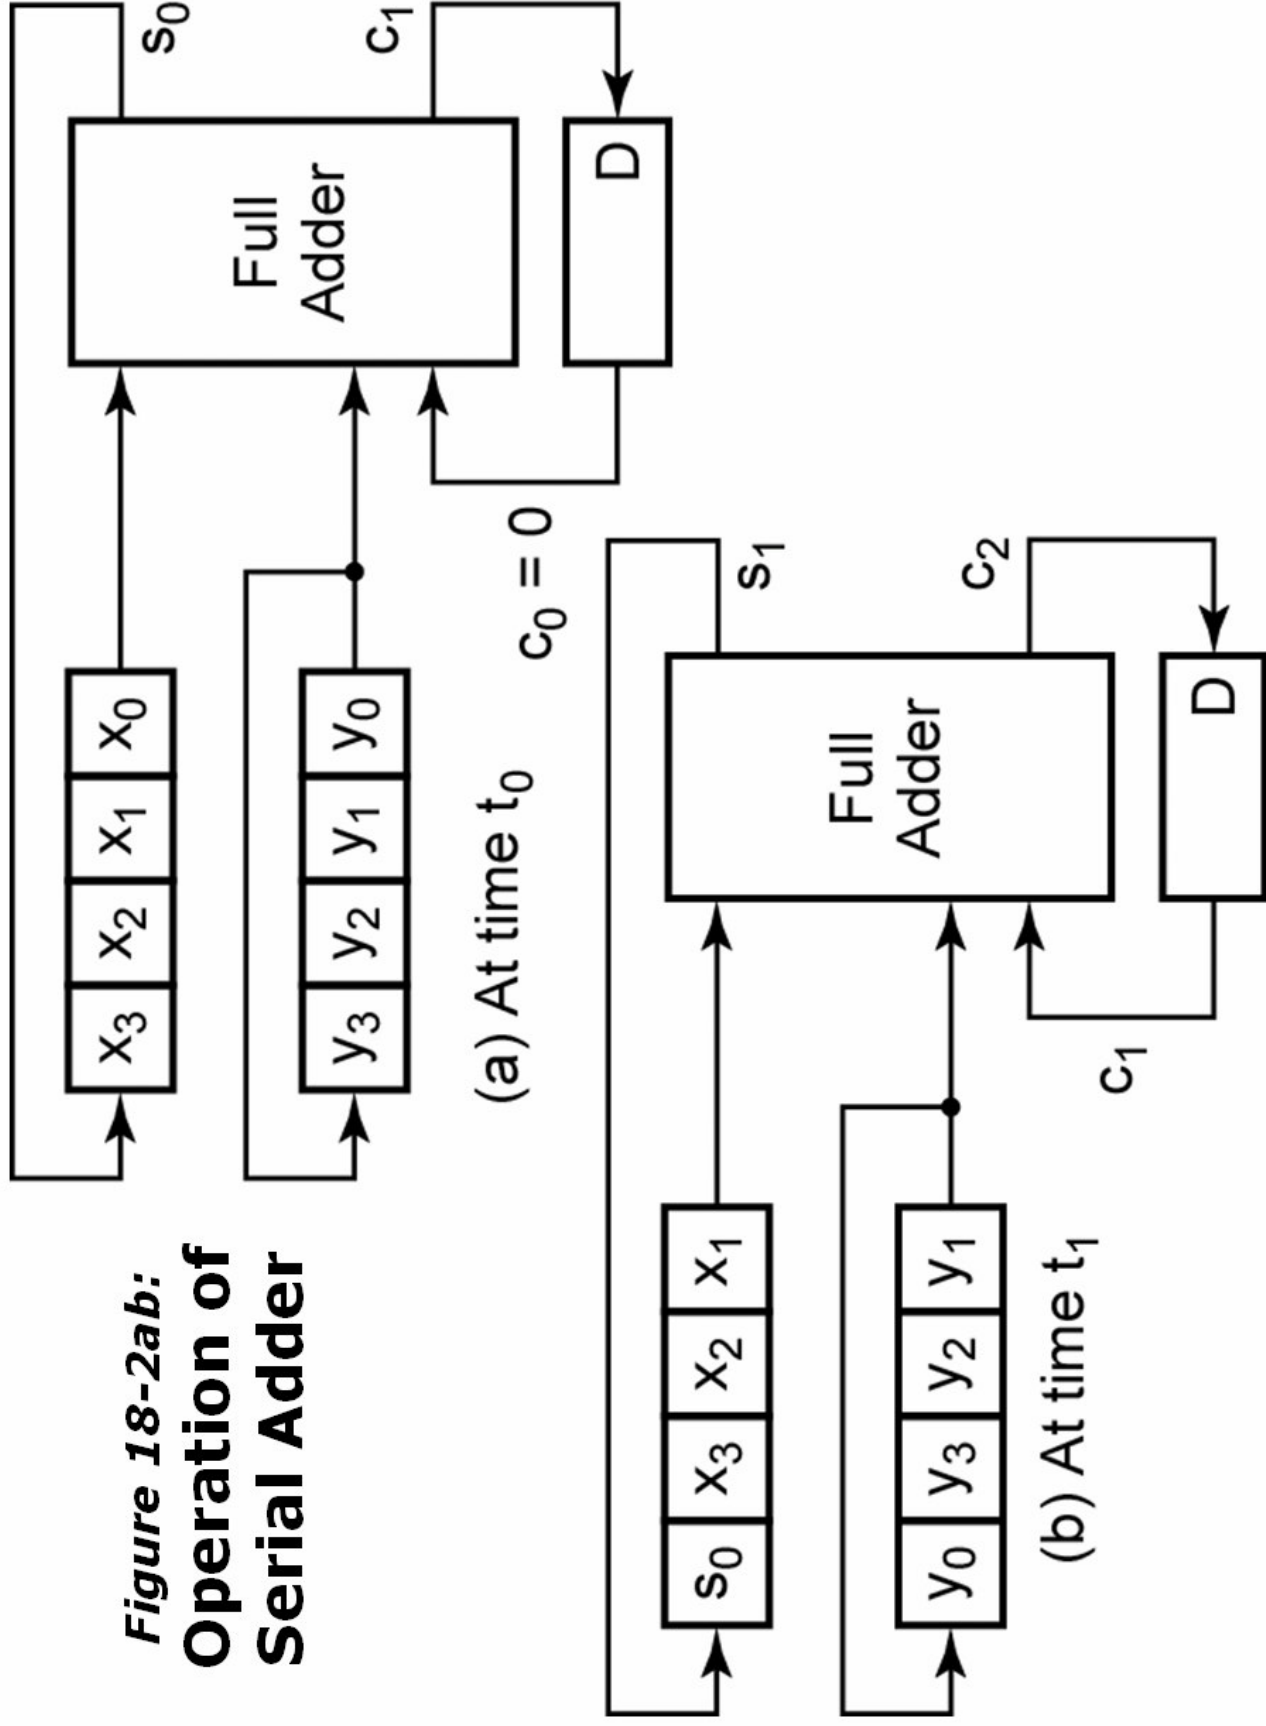 Figure 18-2ab:
Operation of
Serial Adder
x3 x2 x1 x0
y3 y2 y1 y0
Full
Adder
s0
c1
D
c0 = 0
(a) At time t0
s0 x3 x2 x1
y0 y3 y2 y1
Full
Adder
s1
c2
D
c1
(b) At time t1